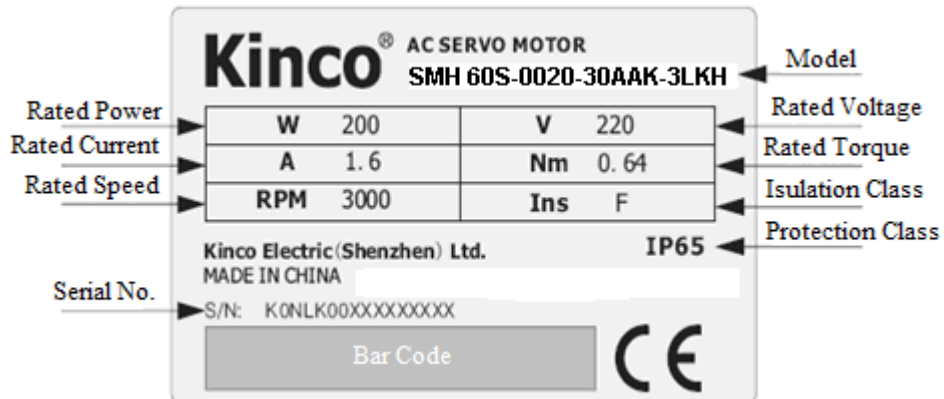 Kinco® AC SERVO MOTOR
SMH 60S-0020-30AAK-3LKH
Model
Rated Power
W 200
V 220
Rated Voltage
Rated Current
A 1.6
Nm 0.64
Rated Torque
Rated Speed
RPM 3000
Ins F
Isulation Class
Kinco Electric(Shenzhen) Ltd.
IP65
Protection Class
MADE IN CHINA
Serial No.
S/N: K0NLK00XXXXXXXXX
Bar Code
CE